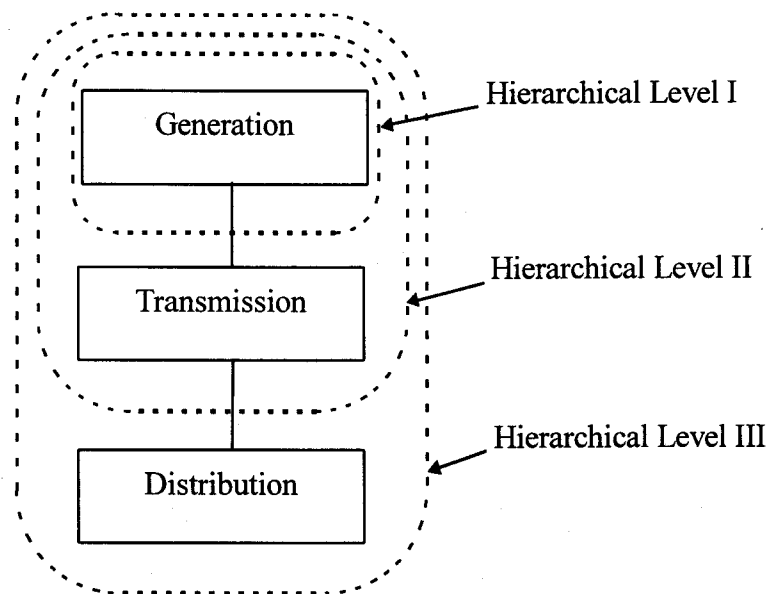 Generation
Hierarchical Level I
Transmission
Hierarchical Level II
Distribution
Hierarchical Level III